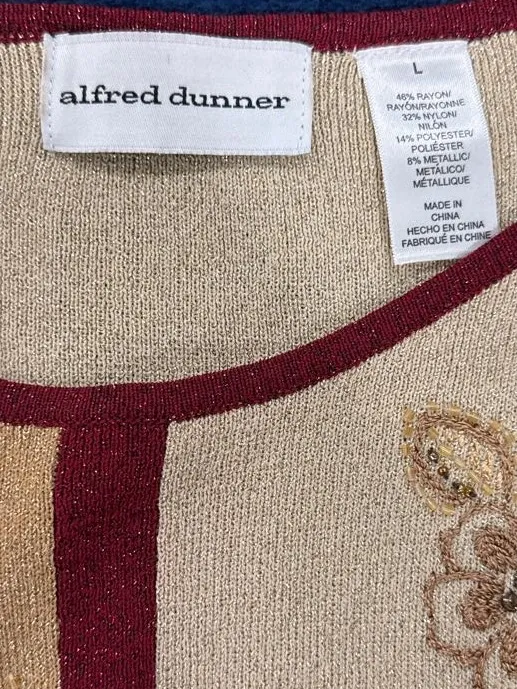 alfred dunner
L
46% RAYON/
RAYÓN/RAYONNE
32% NYLON/
NILÓN
14% POLYESTER/
POLIÉSTER
8% METALLIC/
METÁLICO/
MÉTALLIQUE
MADE IN
CHINA
HECHO EN CHINA
FABRIQUÉ EN CHINE